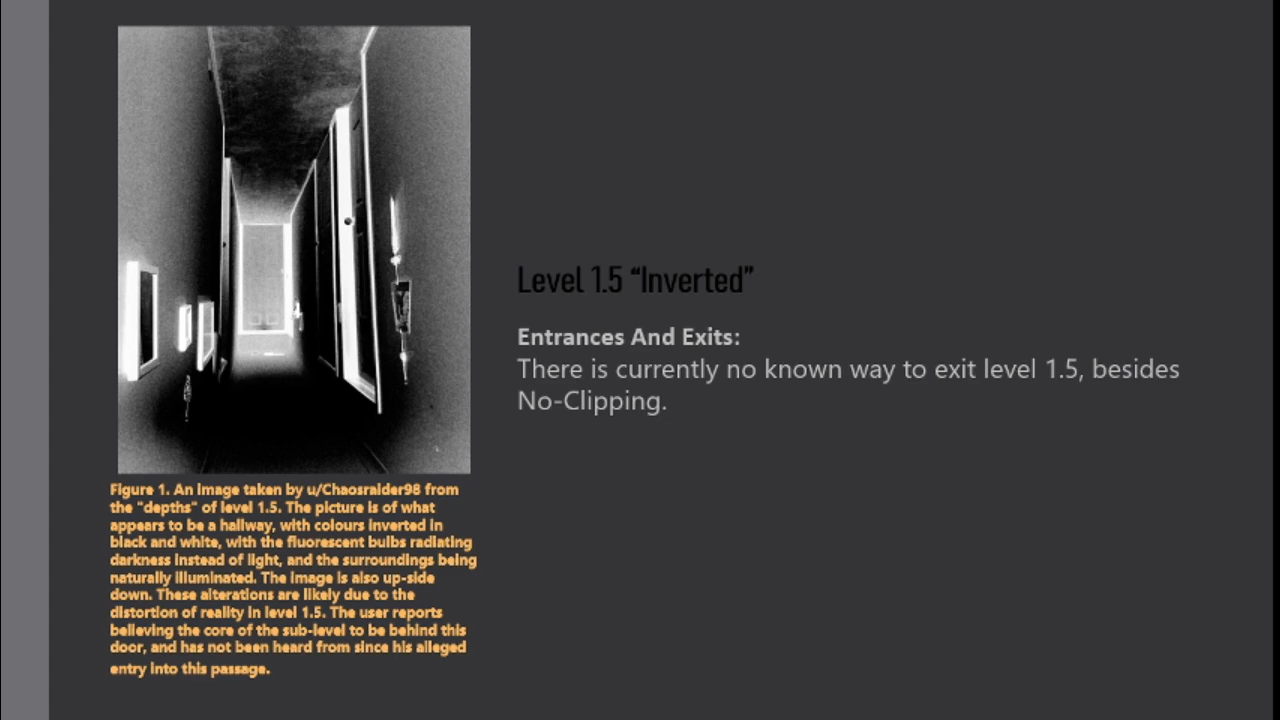 Level 1.5 “Inverted”
Entrances And Exits:
There is currently no known way to exit level 1.5, besides
No-Clipping.
Figure 1. An image taken by u/Chaosraider98 from
the "depths" of level 1.5. The picture is of what
appears to be a hallway, with colours inverted in
black and white, with the fluorescent bulbs radiating
darkness instead of light, and the surroundings being
naturally illuminated. The image is also up-side
down. These alterations are likely due to the
distortion of reality in level 1.5. The user reports
believing the core of the sub-level to be behind this
door, and has not been heard from since his alleged
entry into this passage.